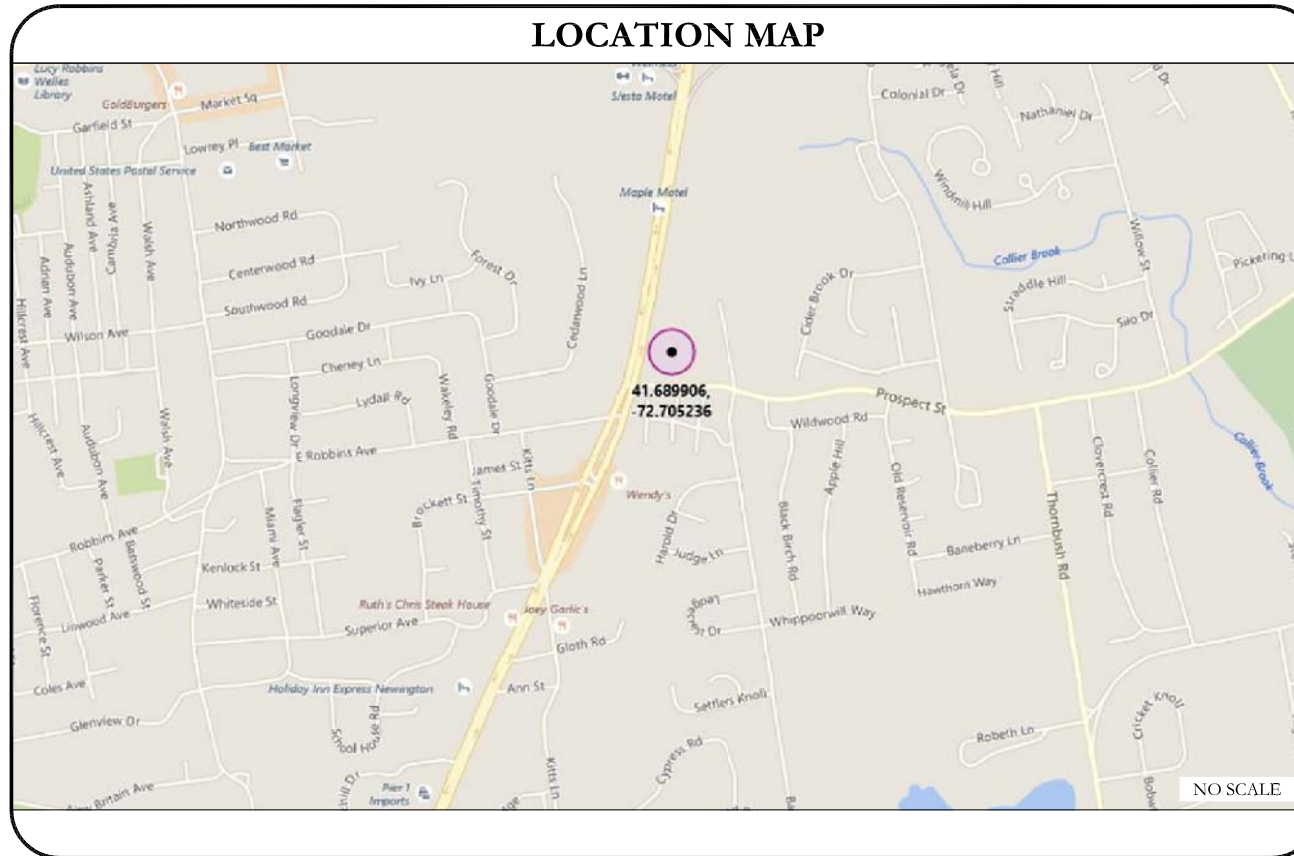 LOCATION MAP
Lucy Robbins
Welles
Library
GoldBurgers
Market Sq
Garfield St
Lowrey Pl
Best Market
United States Postal Service
Siesta Motel
Maple Motel
Colonial Dr
Nathaniel Dr
Windmill Hill
Collier Brook
Willow St
Straddle Hill
Silo Dr
Cider Brook Dr
Ashland Ave
Cambria Ave
Walsh Ave
Audubon Ave
Adrian Ave
Hillcrest Ave
Wilson Ave
Northwood Rd
Centerwood Rd
Southwood Rd
Ivy Ln
Forest Dr
Cedarwood Ln
Goodale Dr
Cheney Ln
Lydall Rd
Longview Dr
Wakeley Rd
Goodale Dr
41.689906,
-72.705236
Prospect St
Wildwood Rd
Apple Hill
Old Reservoir Rd
Black Birch Rd
Clovercrest Rd
Collier Rd
Collier Brook
Thornbush Rd
Hillcrest Ave
Audubon Ave
Walsh Ave
E Robbins Ave
James St
Kitts Ln
Brockett St
Timothy St
Wendy's
Harold Dr
Judge Ln
Baneberry Ln
Hawthorn Way
Whippoorwill Way
Robbins Ave
Basswood St
Parker St
Miami Ave
Flagler St
Kenlock St
Whiteside St
Florence St
Linwood Ave
Superior Ave
Ruth's Chris Steak House
Joey Garlic's
Gloth Rd
Ann St
Holiday Inn Express Newington
Coles Ave
Glenview Dr
School House Rd
Settlers Knoll
Cypress Rd
Robeth Ln
Cricket Knoll
Kitts Ln
Pier 1
Imports
NO SCALE